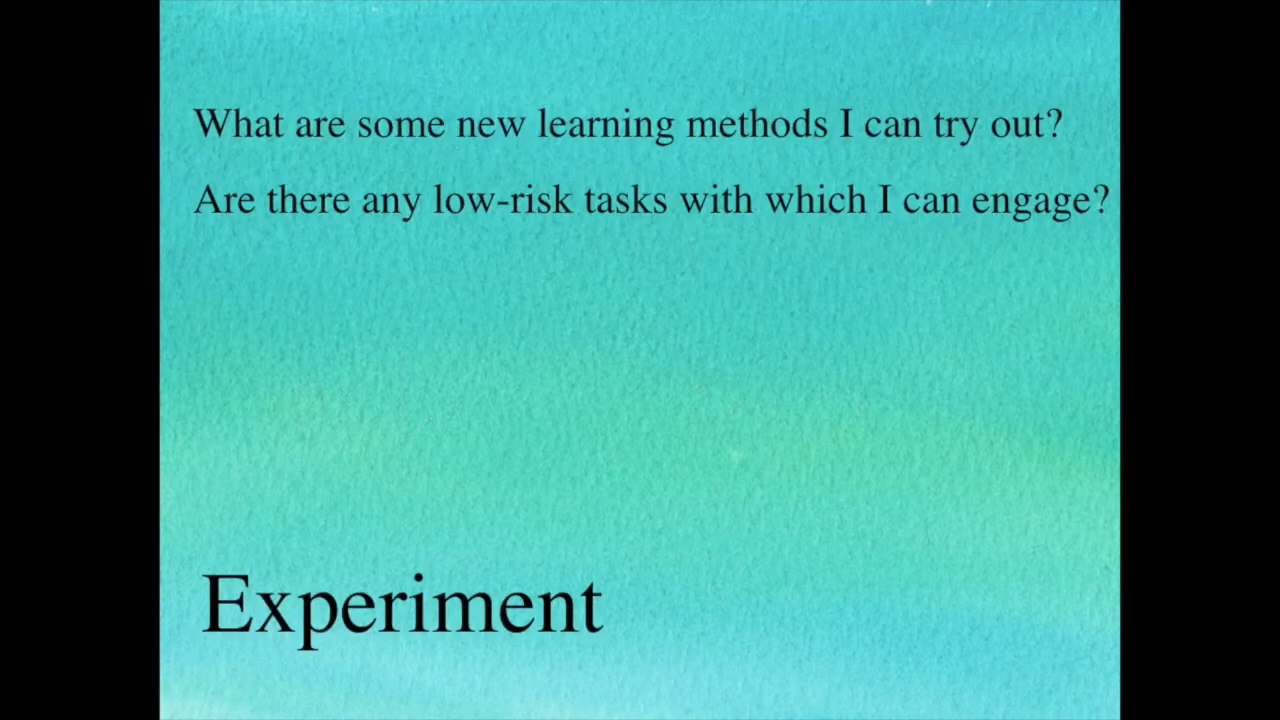 What are some new learning methods I can try out?
Are there any low-risk tasks with which I can engage?
Experiment